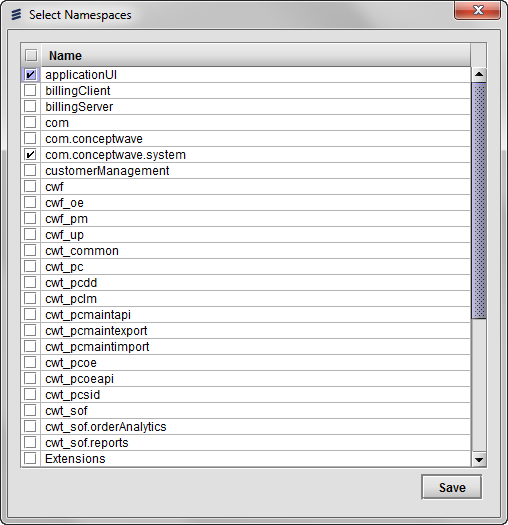 Select Namespaces
Name
applicationUI
billingClient
billingServer
com
com.conceptwave
com.conceptwave.system
customerManagement
cwf
cwf_oe
cwf_pm
cwf_up
cwt_common
cwt_pc
cwt_pcdd
cwt_pclm
cwt_pcmaintapi
cwt_pcmaintexport
cwt_pcmaintimport
cwt_pcoe
cwt_pcoeapi
cwt_pcsid
cwt_sof
cwt_sof.orderAnalytics
cwt_sof.reports
Extensions
Save